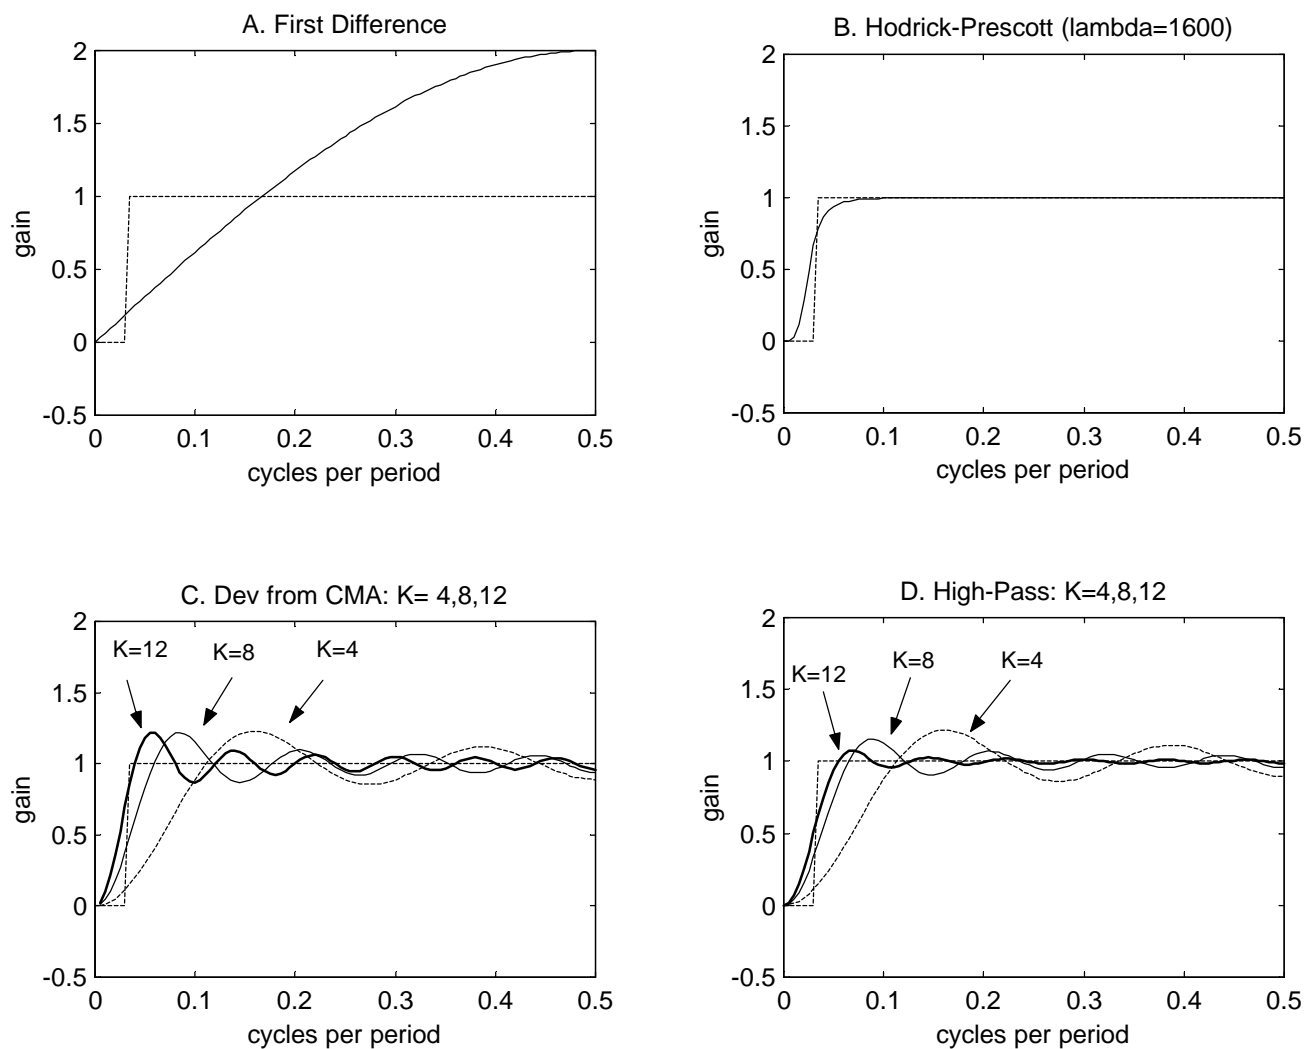 A. First Difference
2
1.5
1
0.5
0
-0.5
gain
0 0.1 0.2 0.3 0.4 0.5
cycles per period
B. Hodrick-Prescott (lambda=1600)
2
1.5
1
0.5
0
-0.5
gain
0 0.1 0.2 0.3 0.4 0.5
cycles per period
C. Dev from CMA: K= 4,8,12
2
1.5
1
0.5
0
-0.5
gain
K=12
K=8
K=4
0 0.1 0.2 0.3 0.4 0.5
cycles per period
D. High-Pass: K=4,8,12
2
1.5
1
0.5
0
-0.5
gain
K=12
K=8
K=4
0 0.1 0.2 0.3 0.4 0.5
cycles per period